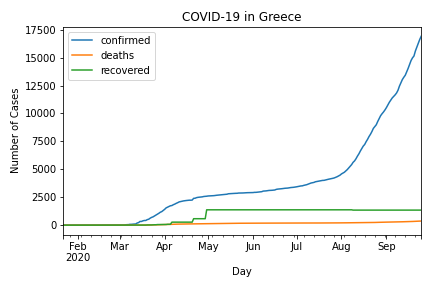 COVID-19 in Greece
17500
15000
12500
10000
7500
5000
2500
0
Number of Cases
confirmed
deaths
recovered
Feb Mar Apr May Jun Jul Aug Sep
2020
Day